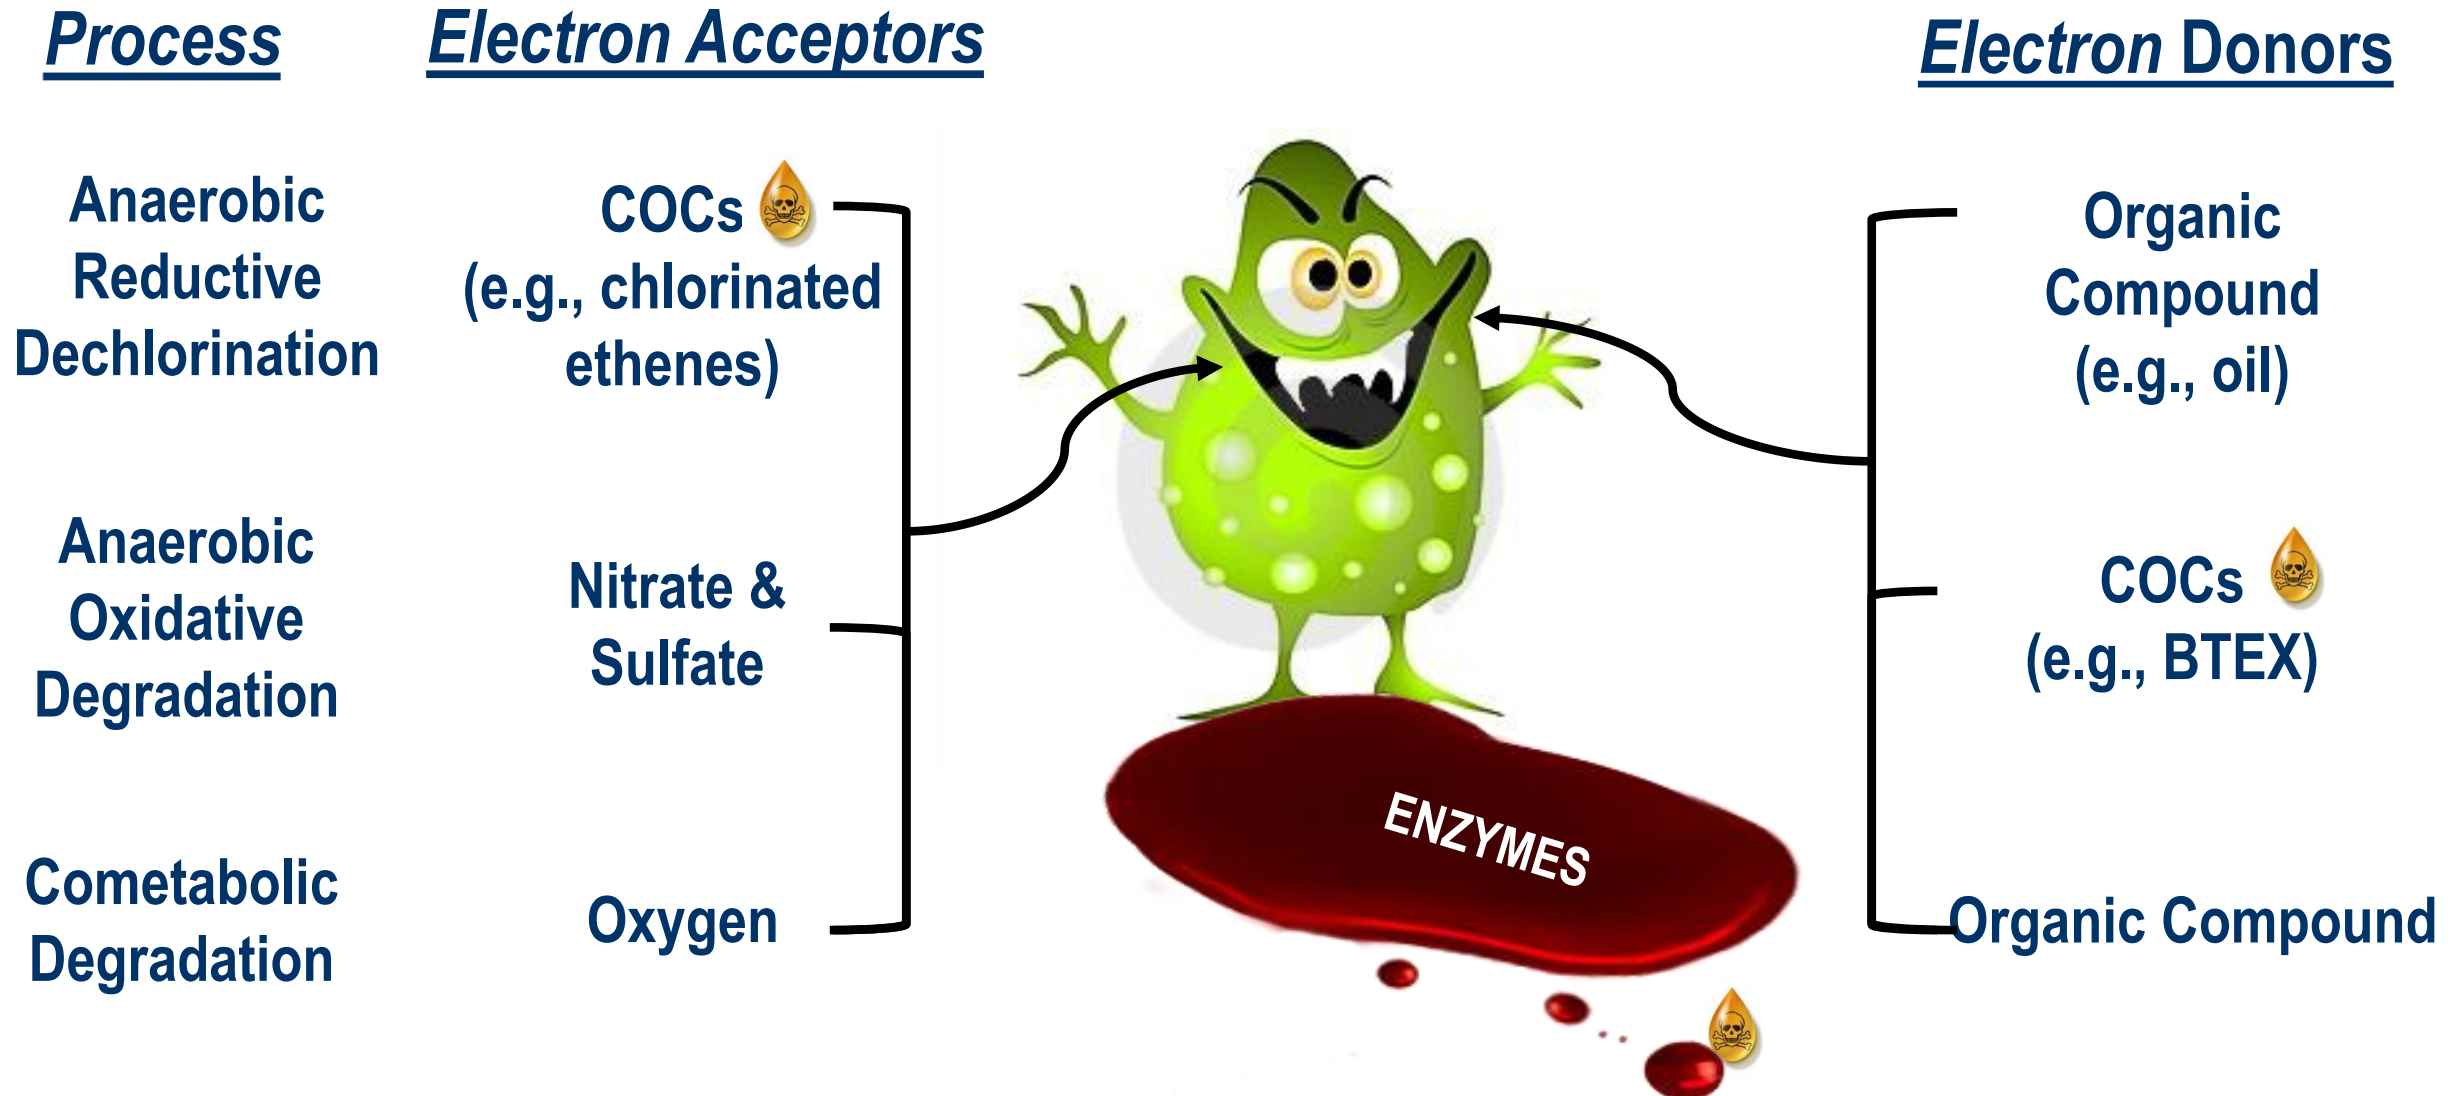 Process
Electron Acceptors
Electron Donors
Anaerobic
Reductive
Dechlorination
COCs
(e.g., chlorinated
ethenes)
Organic
Compound
(e.g., oil)
Anaerobic
Oxidative
Degradation
Nitrate &
Sulfate
COCs
(e.g., BTEX)
Cometabolic
Degradation
Oxygen
ENZYMES
Organic Compound